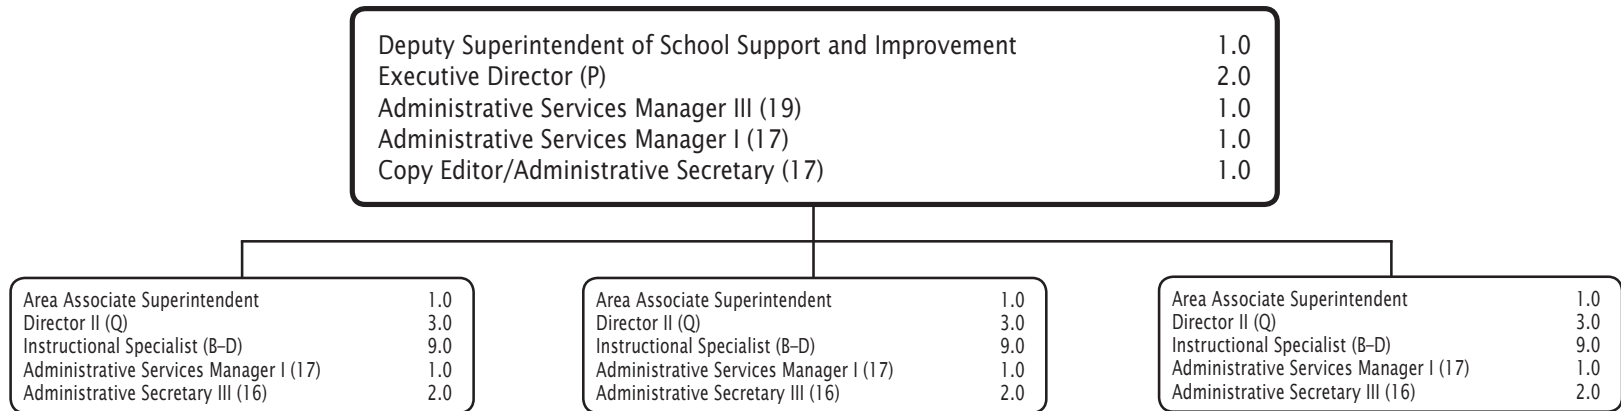 Deputy Superintendent of School Support and Improvement 1.0
Executive Director (P) 2.0
Administrative Services Manager III (19) 1.0
Administrative Services Manager I (17) 1.0
Copy Editor/Administrative Secretary (17) 1.0
Area Associate Superintendent 1.0
Director II (Q) 3.0
Instructional Specialist (B–D) 9.0
Administrative Services Manager I (17) 1.0
Administrative Secretary III (16) 2.0
Area Associate Superintendent 1.0
Director II (Q) 3.0
Instructional Specialist (B–D) 9.0
Administrative Services Manager I (17) 1.0
Administrative Secretary III (16) 2.0
Area Associate Superintendent 1.0
Director II (Q) 3.0
Instructional Specialist (B–D) 9.0
Administrative Services Manager I (17) 1.0
Administrative Secretary III (16) 2.0